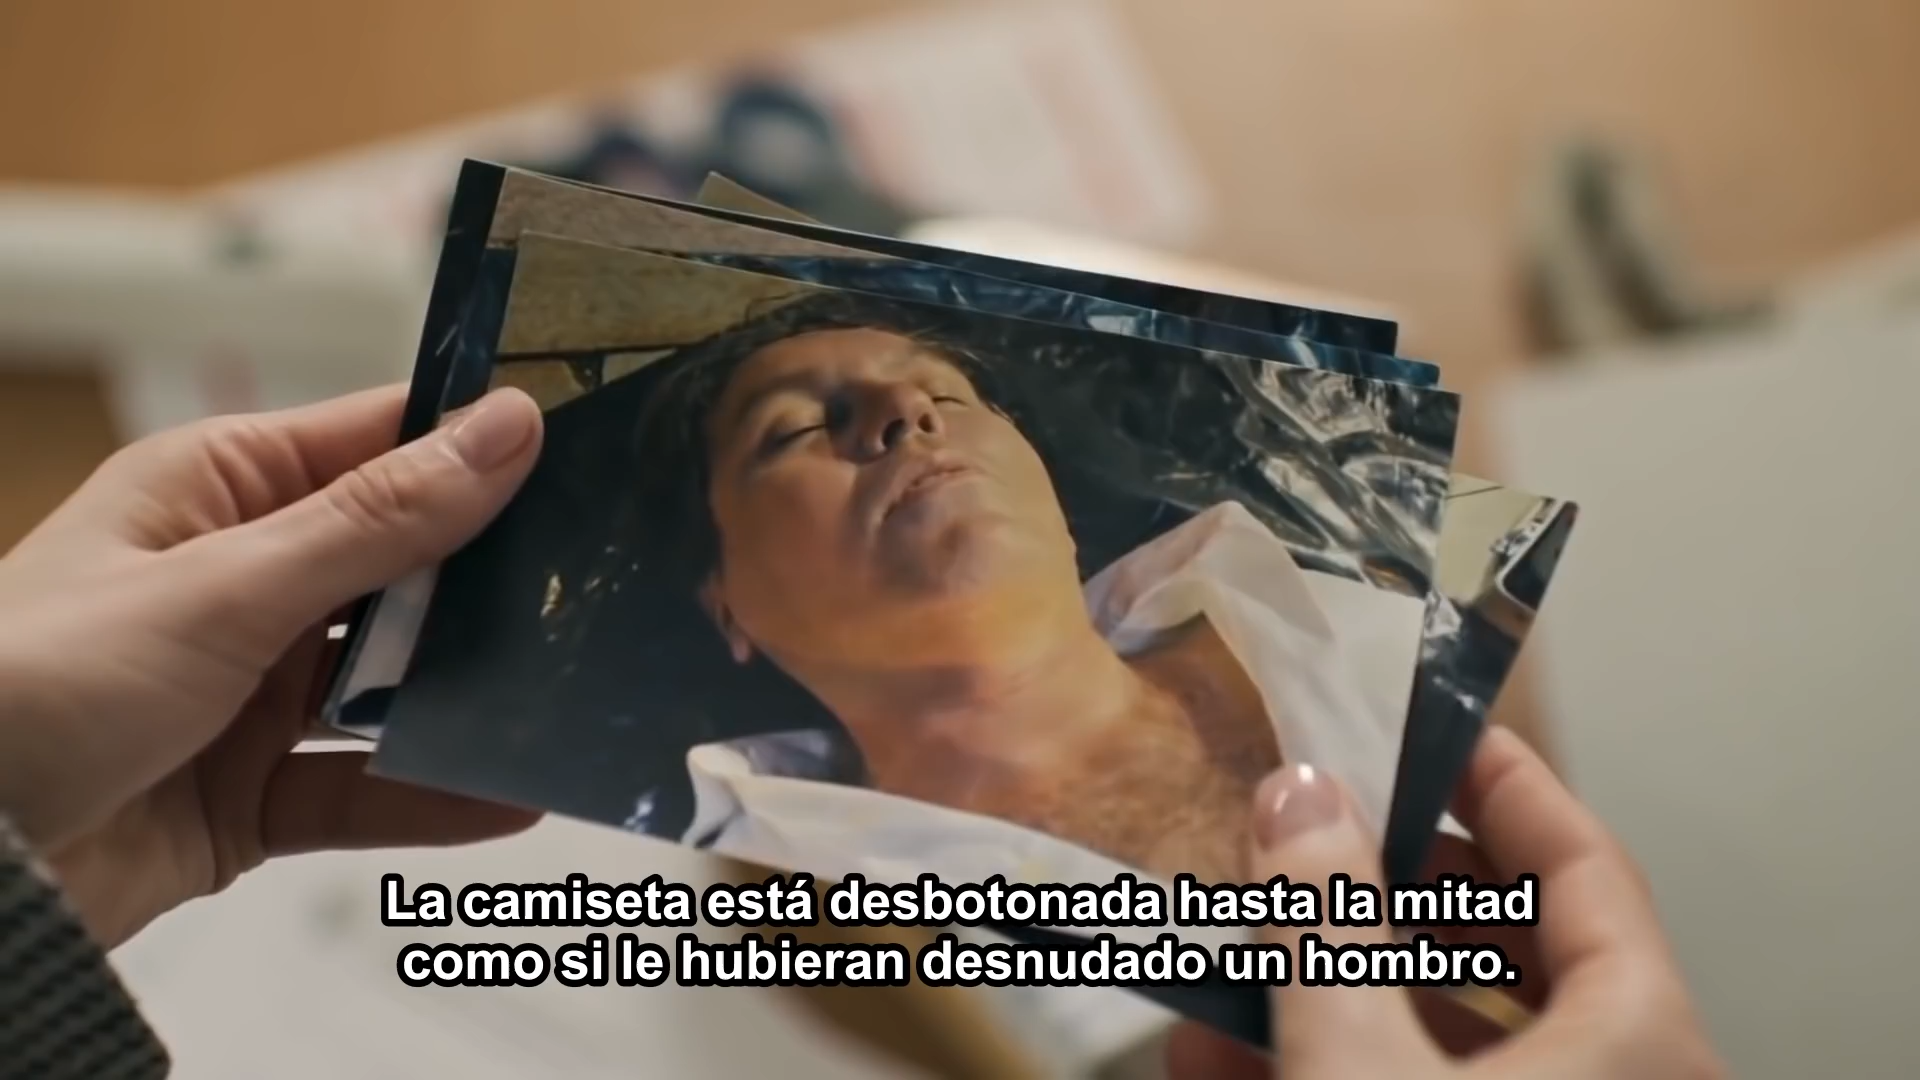 La camiseta está desbotonada hasta la mitad
como si le hubieran desnudado un hombro.